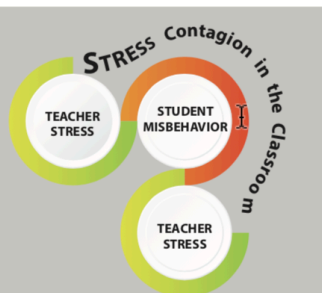 STRESS Contagion in the Classroom
TEACHER
STRESS
STUDENT
MISBEHAVIOR
TEACHER
STRESS